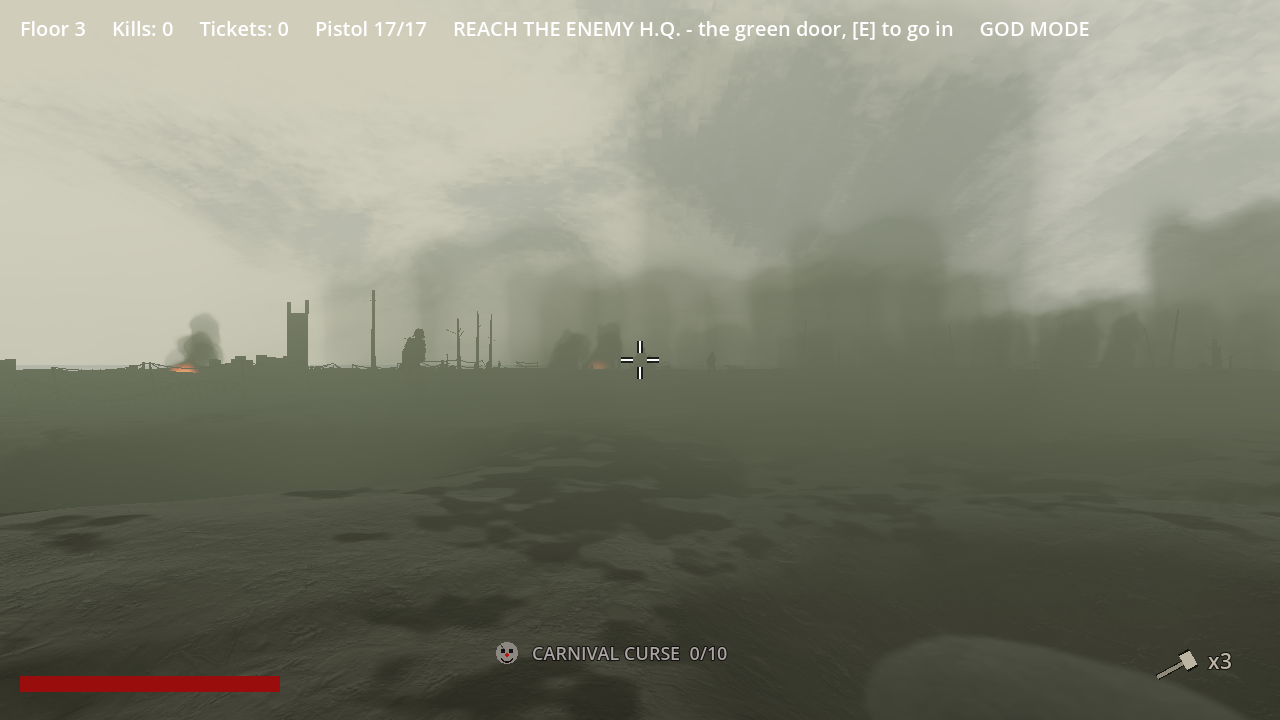 Floor 3 Kills: 0 Tickets: 0 Pistol 17/17 REACH THE ENEMY H.Q. - the green door, [E] to go in GOD MODE
CARNIVAL CURSE 0/10
x3